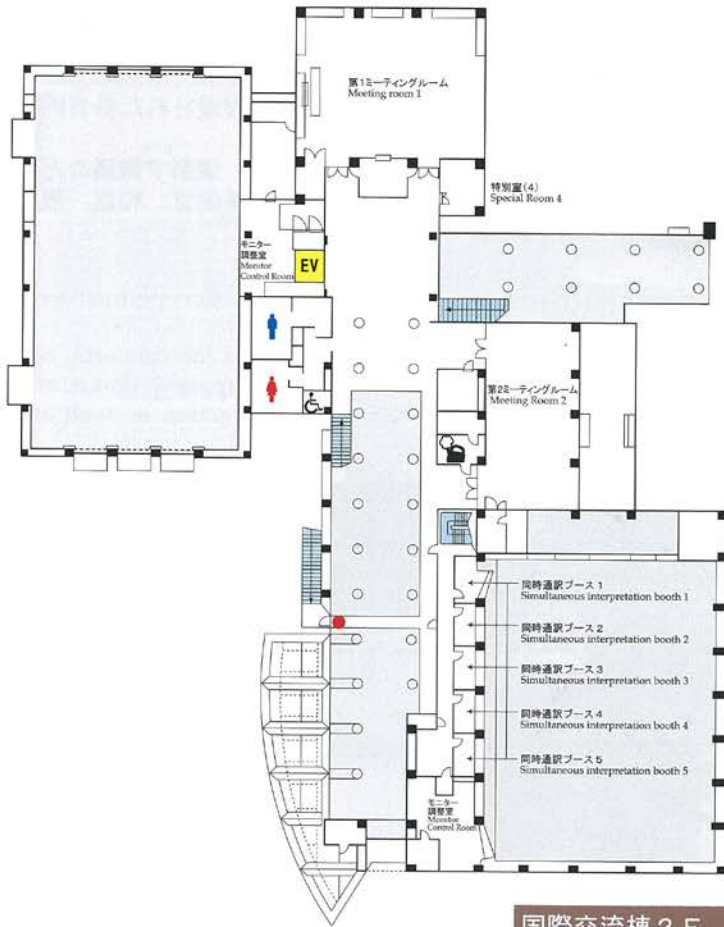 第1ミーティングルーム
Meeting room 1
特別室(4)
Special Room 4
モニター
調整室
Monitor
Control Room
EV
第2ミーティングルーム
Meeting Room 2
同時通訳ブース1
Simultaneous interpretation booth 1
同時通訳ブース2
Simultaneous interpretation booth 2
同時通訳ブース3
Simultaneous interpretation booth 3
同時通訳ブース4
Simultaneous interpretation booth 4
同時通訳ブース5
Simultaneous interpretation booth 5
モニター
調整室
Monitor
Control Room